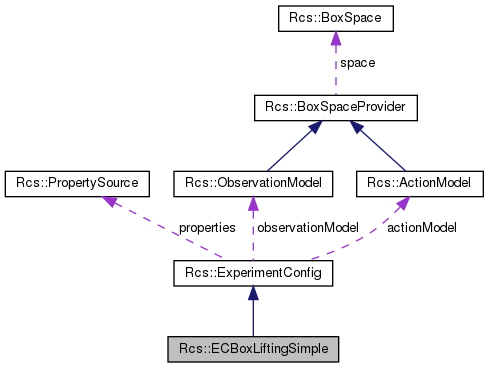 Rcs::BoxSpace
space
Rcs::BoxSpaceProvider
Rcs::PropertySource
Rcs::ObservationModel
Rcs::ActionModel
properties
observationModel
actionModel
Rcs::ExperimentConfig
Rcs::ECBoxLiftingSimple